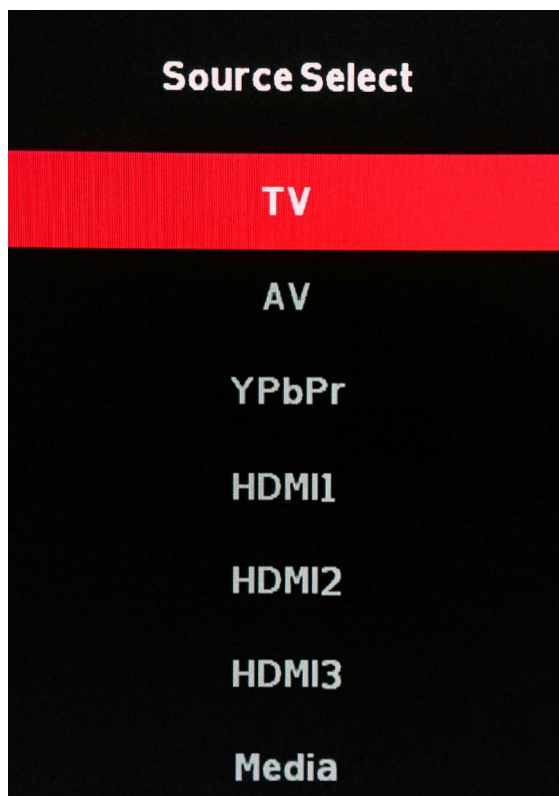 Source Select
TV
AV
YPbPr
HDMI1
HDMI2
HDMI3
Media